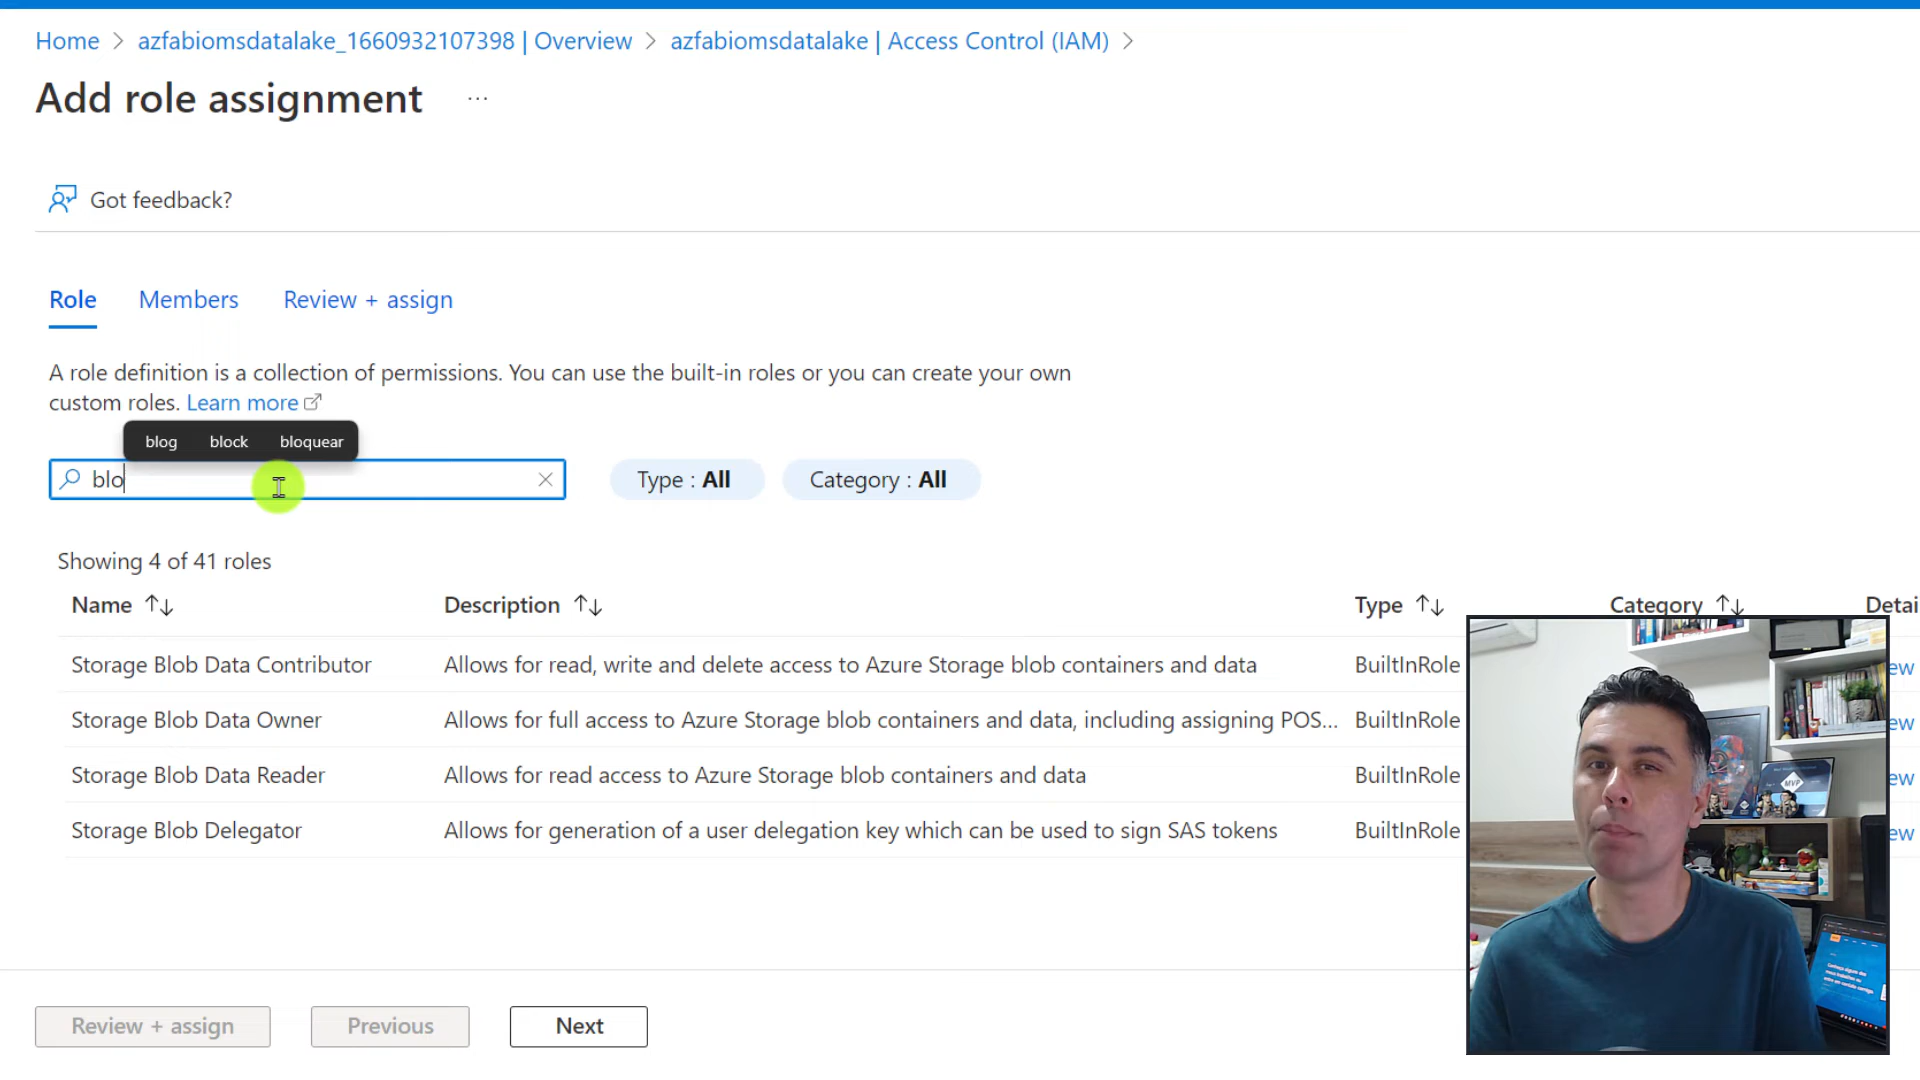 Home > azfabiomsdatalake_1660932107398 | Overview > azfabiomsdatalake | Access Control (IAM) >
Add role assignment ...
Got feedback?
Role Members Review + assign
A role definition is a collection of permissions. You can use the built-in roles or you can create your own
custom roles. Learn more
blog block bloquear
blo
Type : All Category : All
Showing 4 of 41 roles
Name Description Type Category Detai
Storage Blob Data Contributor Allows for read, write and delete access to Azure Storage blob containers and data BuiltInRole ew
Storage Blob Data Owner Allows for full access to Azure Storage blob containers and data, including assigning POS... BuiltInRole ew
Storage Blob Data Reader Allows for read access to Azure Storage blob containers and data BuiltInRole ew
MVP
Storage Blob Delegator Allows for generation of a user delegation key which can be used to sign SAS tokens BuiltInRole ew
Review + assign Previous Next